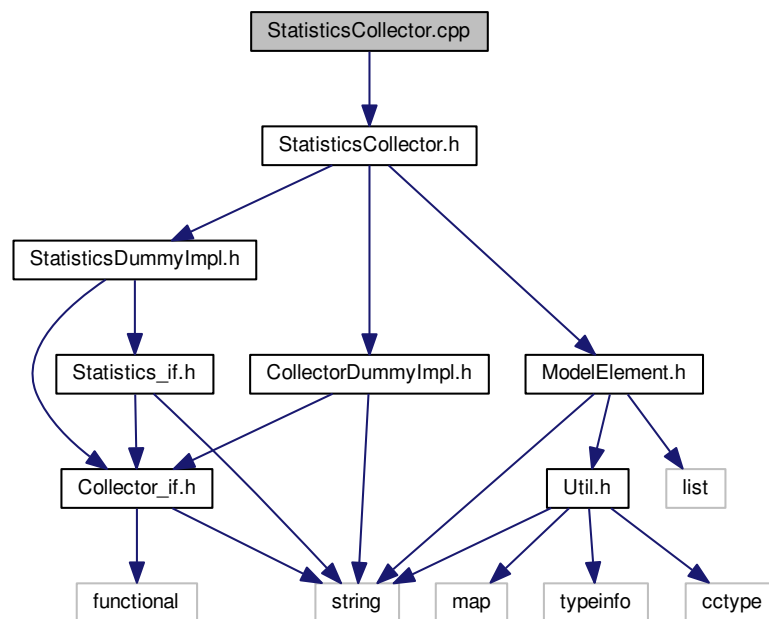 StatisticsCollector.cpp
StatisticsCollector.h
StatisticsDummyImpl.h
Statistics_if.h
CollectorDummyImpl.h
ModelElement.h
Collector_if.h
Util.h
list
functional
string
map
typeinfo
cctype